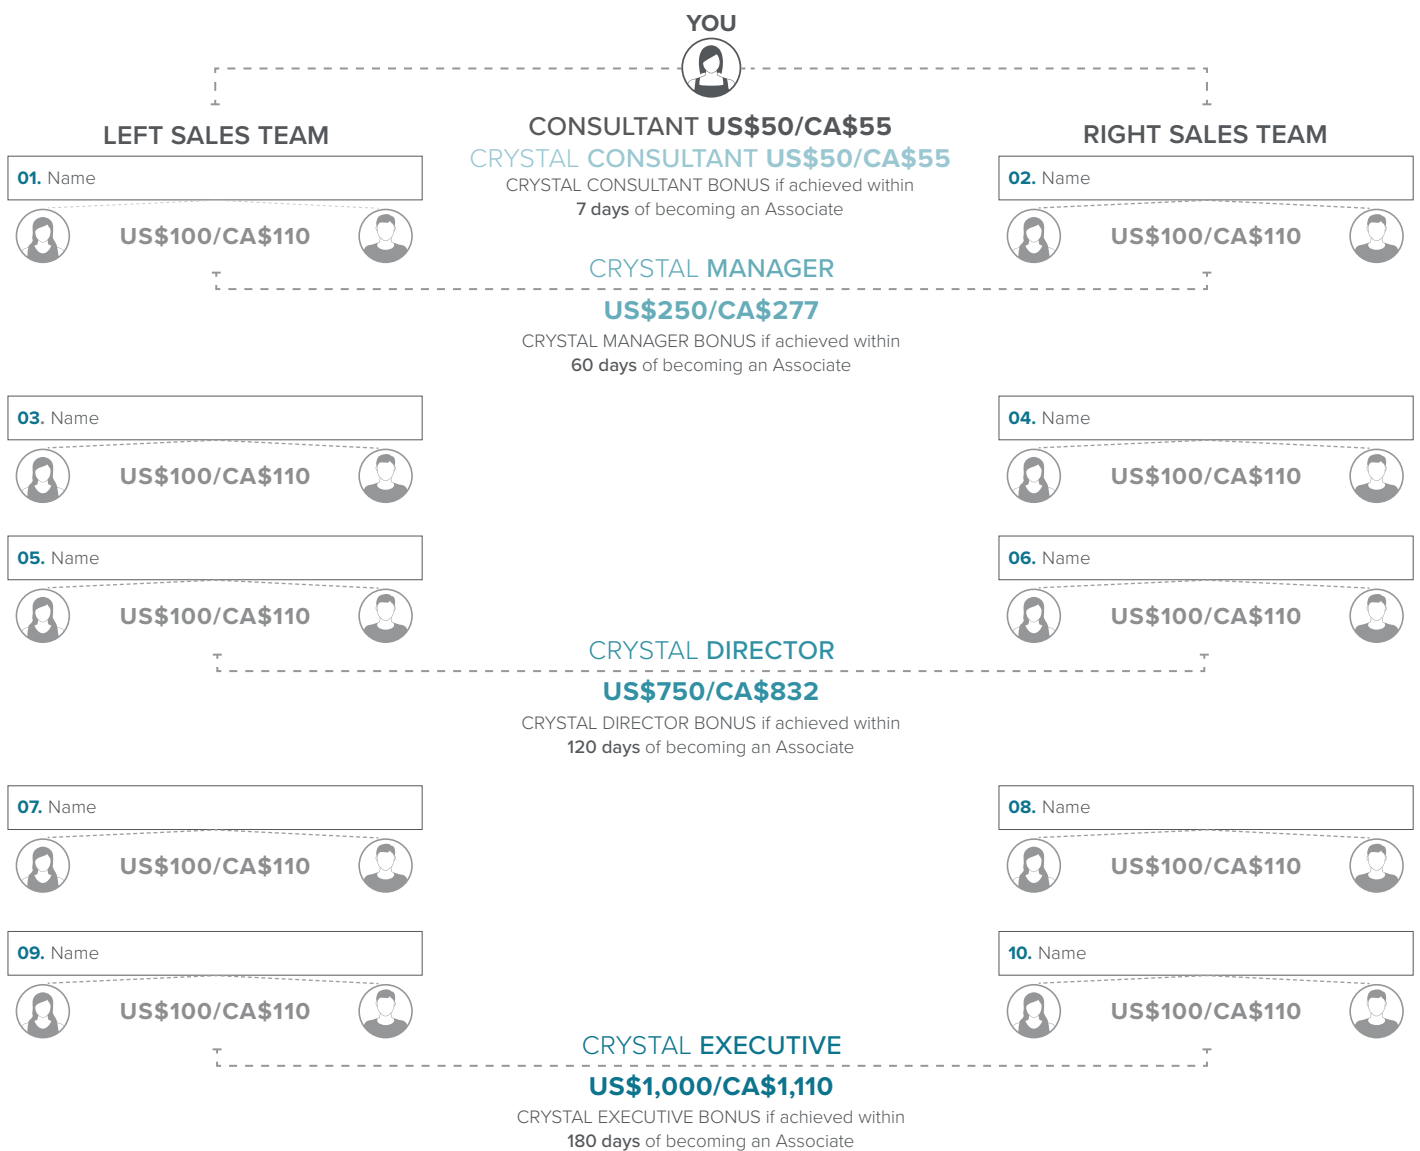 YOU
LEFT SALES TEAM
CONSULTANT US$50/CA$55
RIGHT SALES TEAM
CRYSTAL CONSULTANT US$50/CA$55
CRYSTAL CONSULTANT BONUS if achieved within
7 days of becoming an Associate
01. Name
02. Name
US$100/CA$110
US$100/CA$110
CRYSTAL MANAGER
US$250/CA$277
CRYSTAL MANAGER BONUS if achieved within
60 days of becoming an Associate
03. Name
04. Name
US$100/CA$110
US$100/CA$110
05. Name
06. Name
US$100/CA$110
US$100/CA$110
CRYSTAL DIRECTOR
US$750/CA$832
CRYSTAL DIRECTOR BONUS if achieved within
120 days of becoming an Associate
07. Name
08. Name
US$100/CA$110
US$100/CA$110
09. Name
10. Name
US$100/CA$110
US$100/CA$110
CRYSTAL EXECUTIVE
US$1,000/CA$1,110
CRYSTAL EXECUTIVE BONUS if achieved within
180 days of becoming an Associate